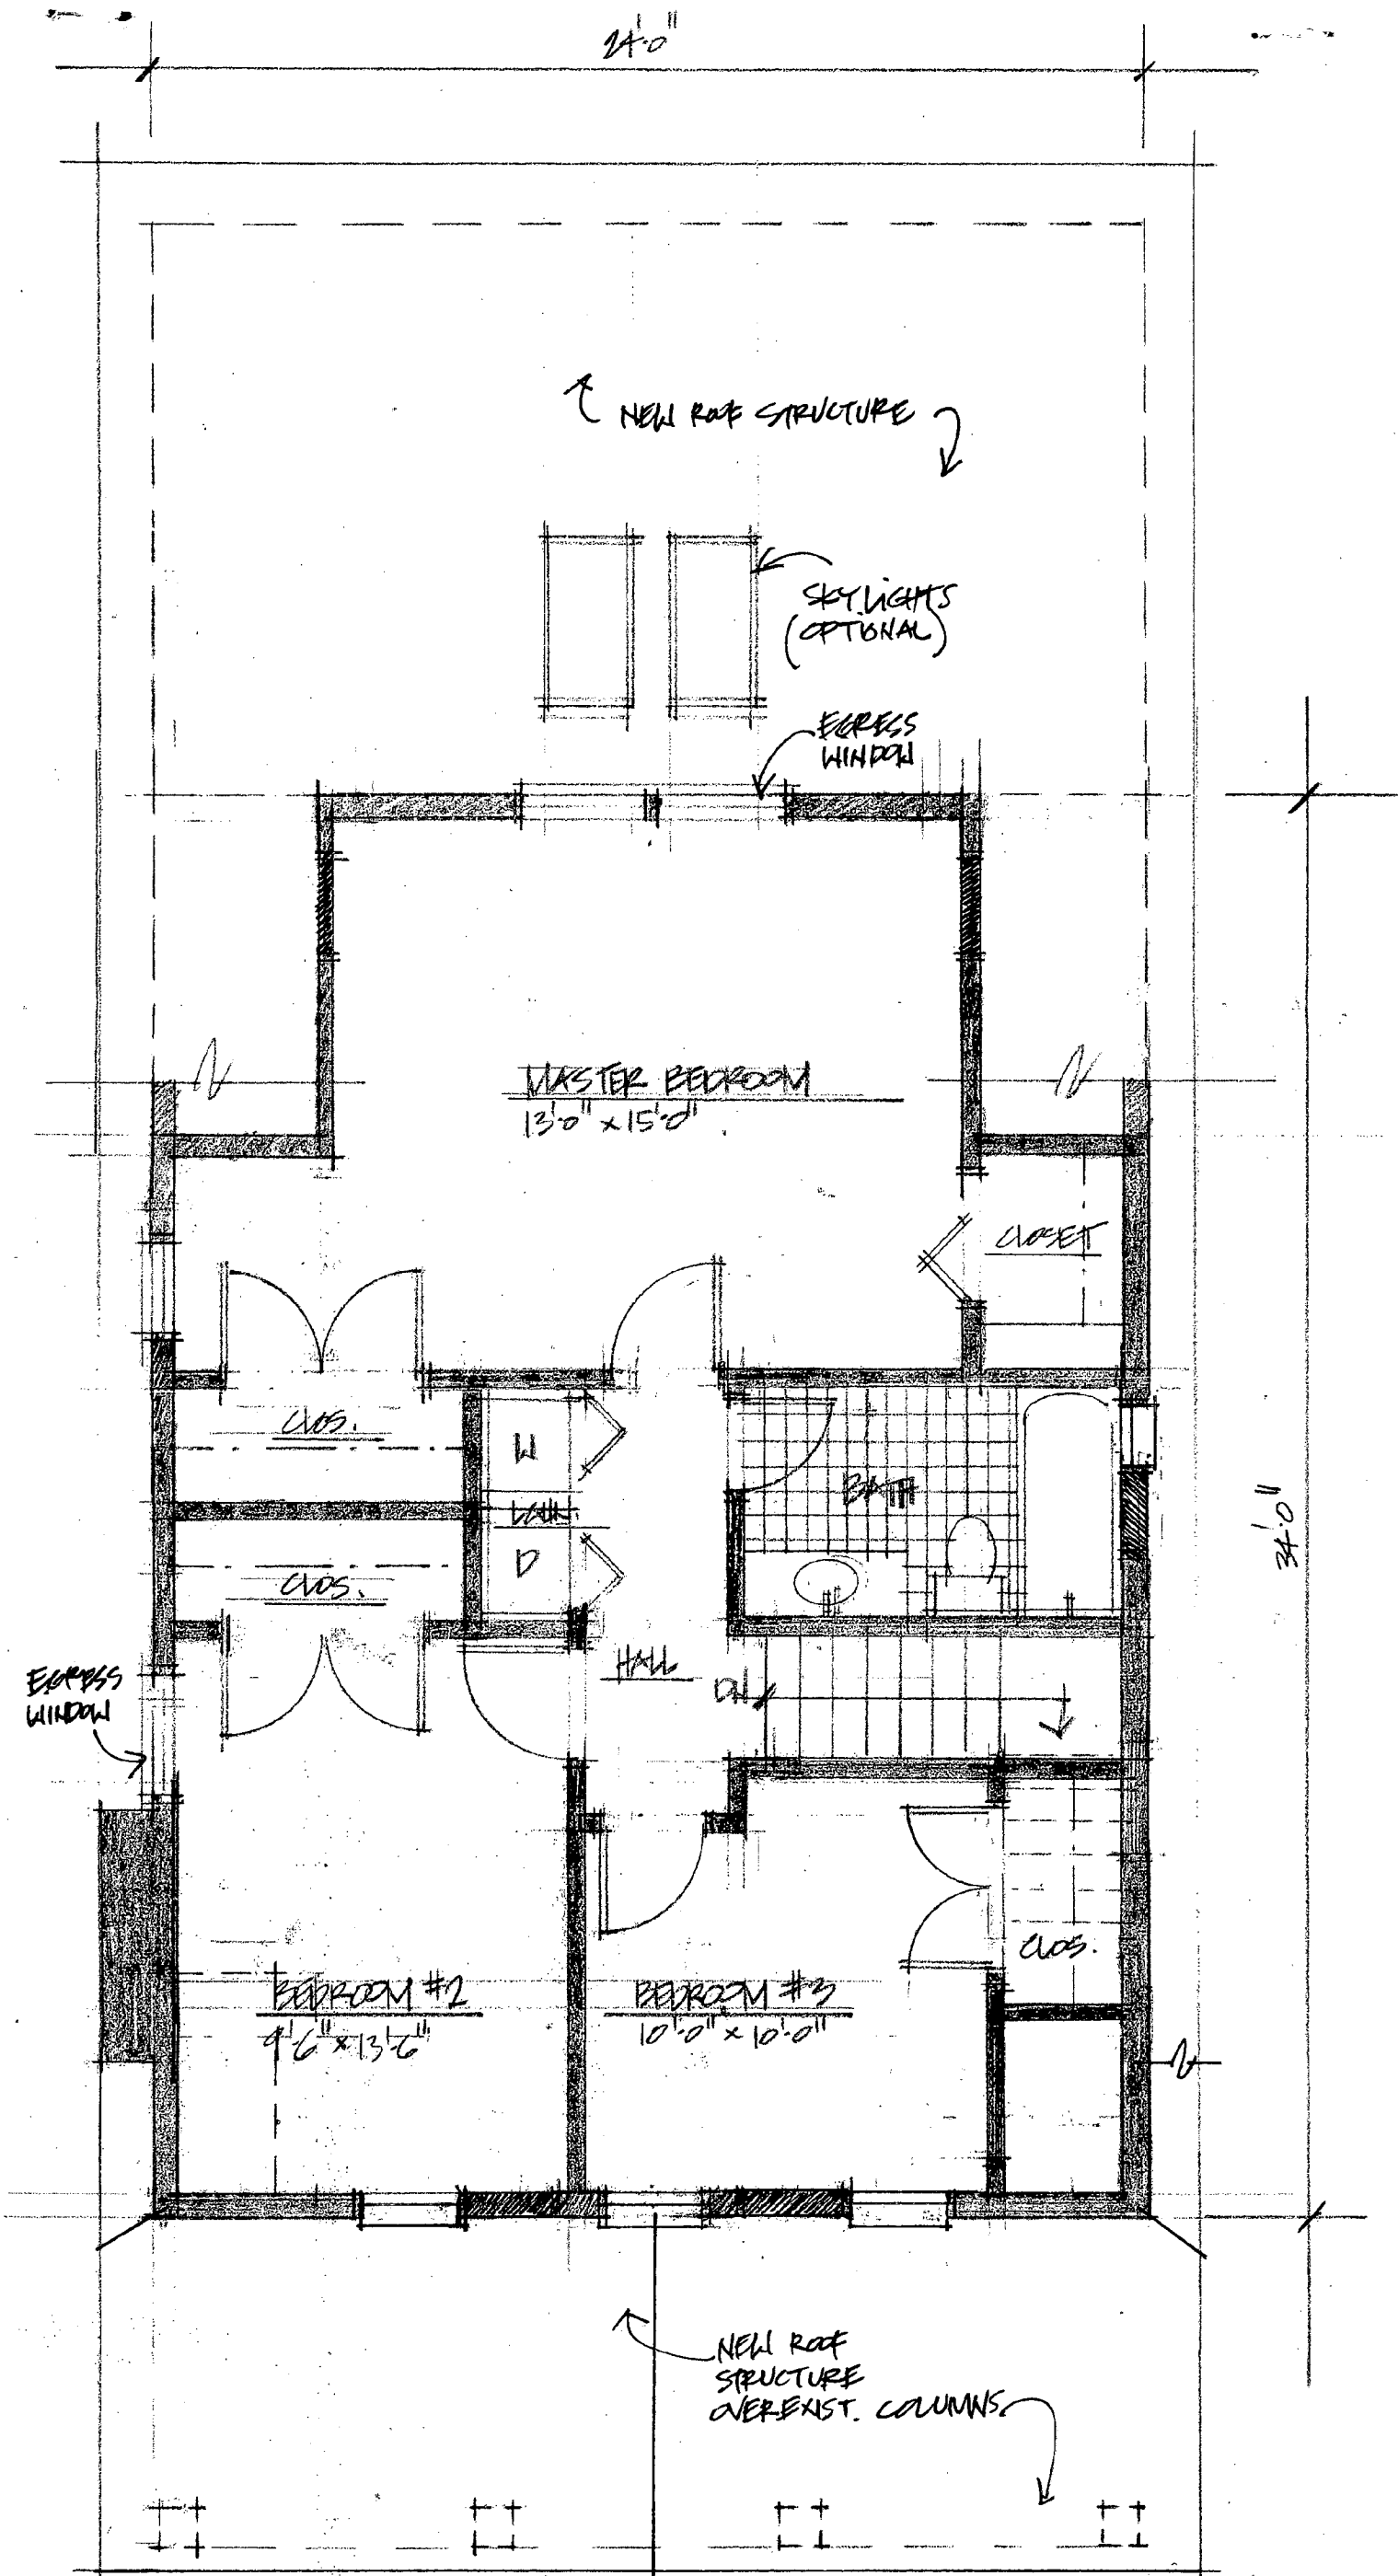 24'-0"
NEW ROOF STRUCTURE
SKYLIGHTS
(OPTIONAL)
EGRESS
WINDOW
MASTER BEDROOM
13'-0" x 15'-0"
CLOSET
CLOS.
W
LAUN.
D
BATH
CLOS.
34'-0"
HALL
DN
EGRESS
WINDOW
CLOS.
BEDROOM #2
9'-6" x 13'-6"
BEDROOM #3
10'-0" x 10'-0"
NEW ROOF
STRUCTURE
OVER EXIST. COLUMNS